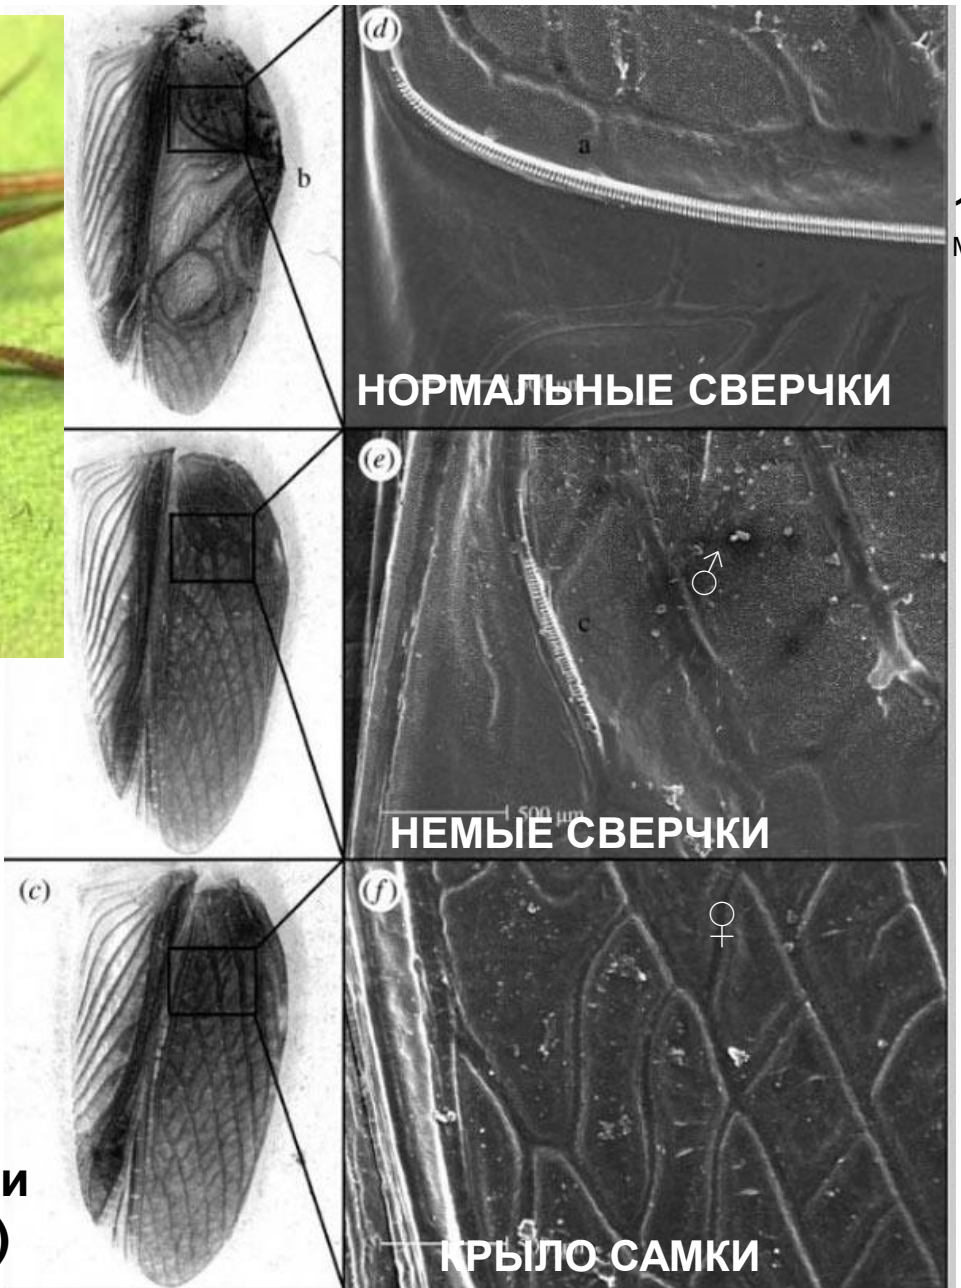 (d)
a
b
НОРМАЛЬНЫЕ СВЕРЧКИ
(e)
c
500 μm
НЕМЫЕ СВЕРЧКИ
(c)
(f)
и
)
КРЫЛО САМКИ